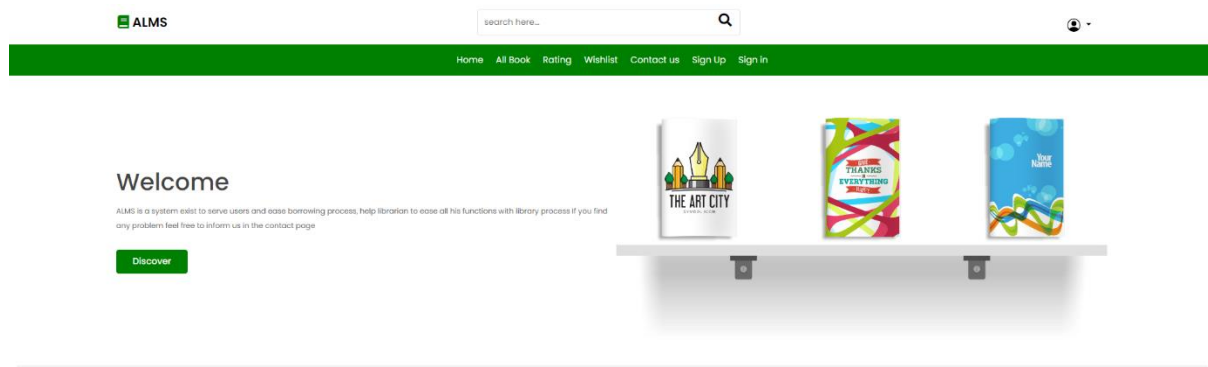 ALMS
search here...
Home All Book Rating Wishlist Contact us Sign Up Sign in
Welcome
ALMS is a system exist to serve users and ease borrowing process, help librarian to ease all his functions with library process if you find
any problem feel free to inform us in the contact page
Discover
THE ART CITY
GIVE
THANKS
EVERYTHING
Your
Name